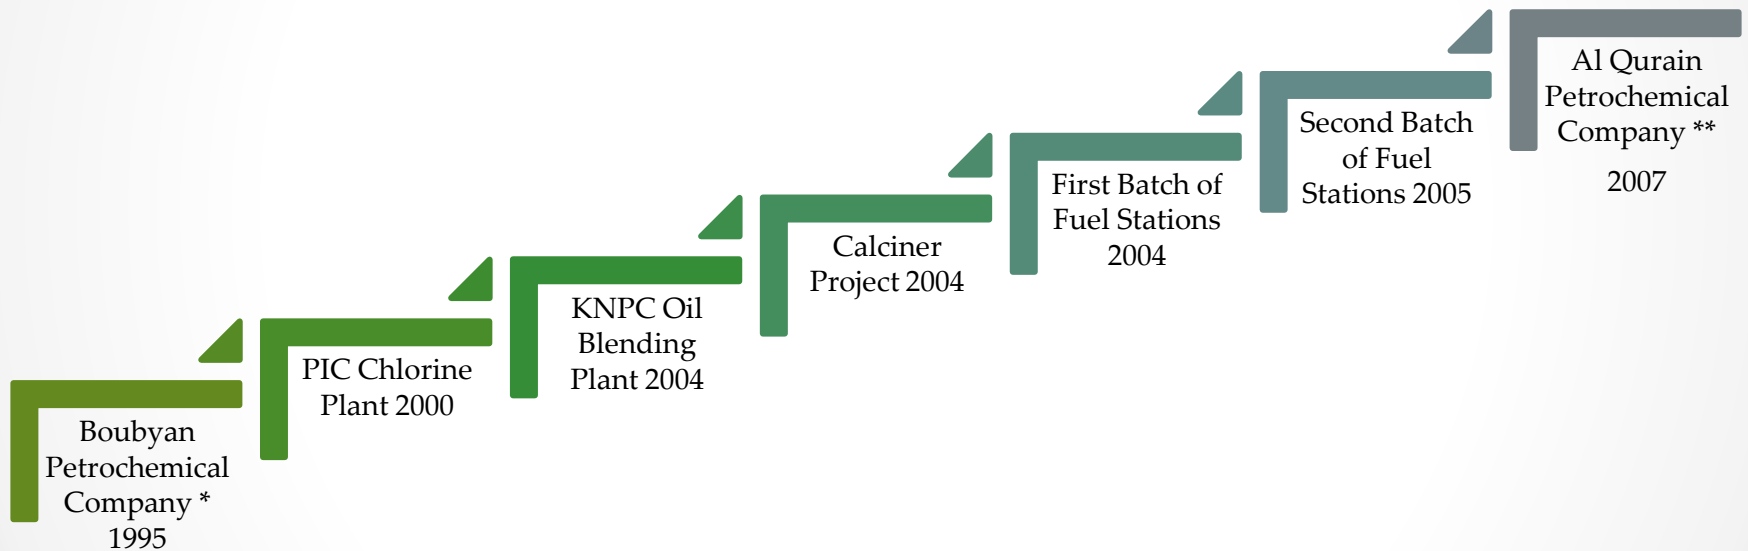 Boubyan
Petrochemical
Company *
1995
PIC Chlorine
Plant 2000
KNPC Oil
Blending
Plant 2004
Calciner
Project 2004
First Batch of
Fuel Stations
2004
Second Batch
of Fuel
Stations 2005
Al Qurain
Petrochemical
Company **
2007